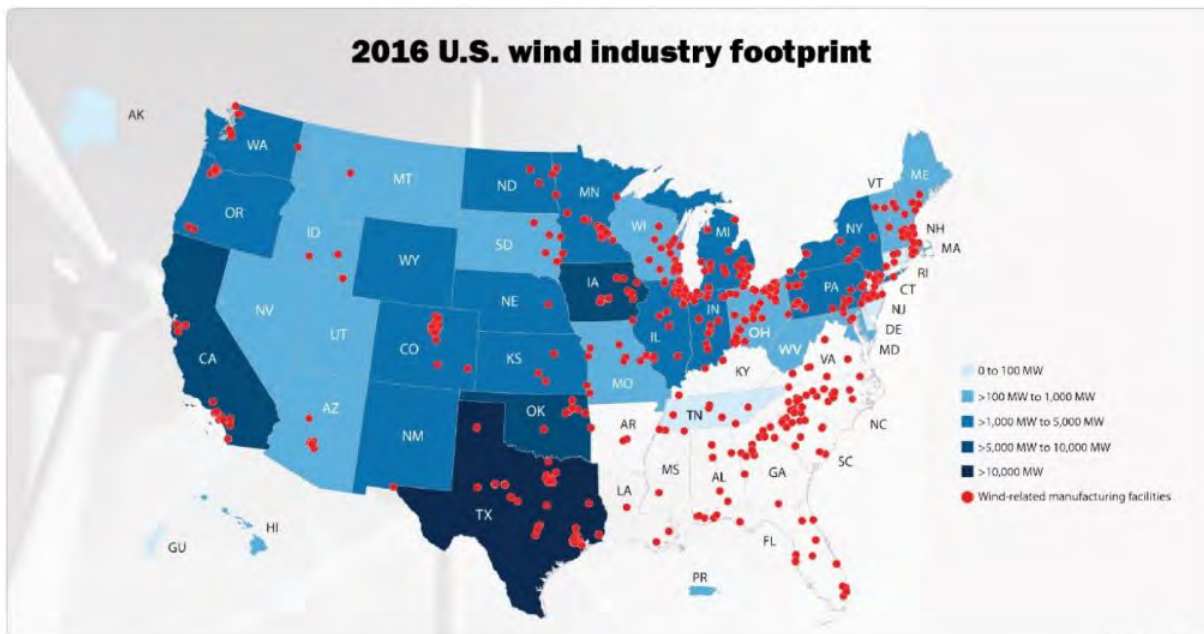 2016 U.S. wind industry footprint
AK
WA
MT
ND
MN
ME
VT
OR
ID
SD
WI
MI
NY
NH
MA
WY
IA
RI
CT
NV
NE
PA
NJ
UT
CO
IL
IN
OH
DE
WV
MD
CA
KS
MO
KY
VA
AZ
NM
OK
TN
NC
AR
SC
MS
AL
GA
TX
LA
FL
HI
GU
PR
0 to 100 MW
>100 MW to 1,000 MW
>1,000 MW to 5,000 MW
>5,000 MW to 10,000 MW
>10,000 MW
Wind-related manufacturing facilities